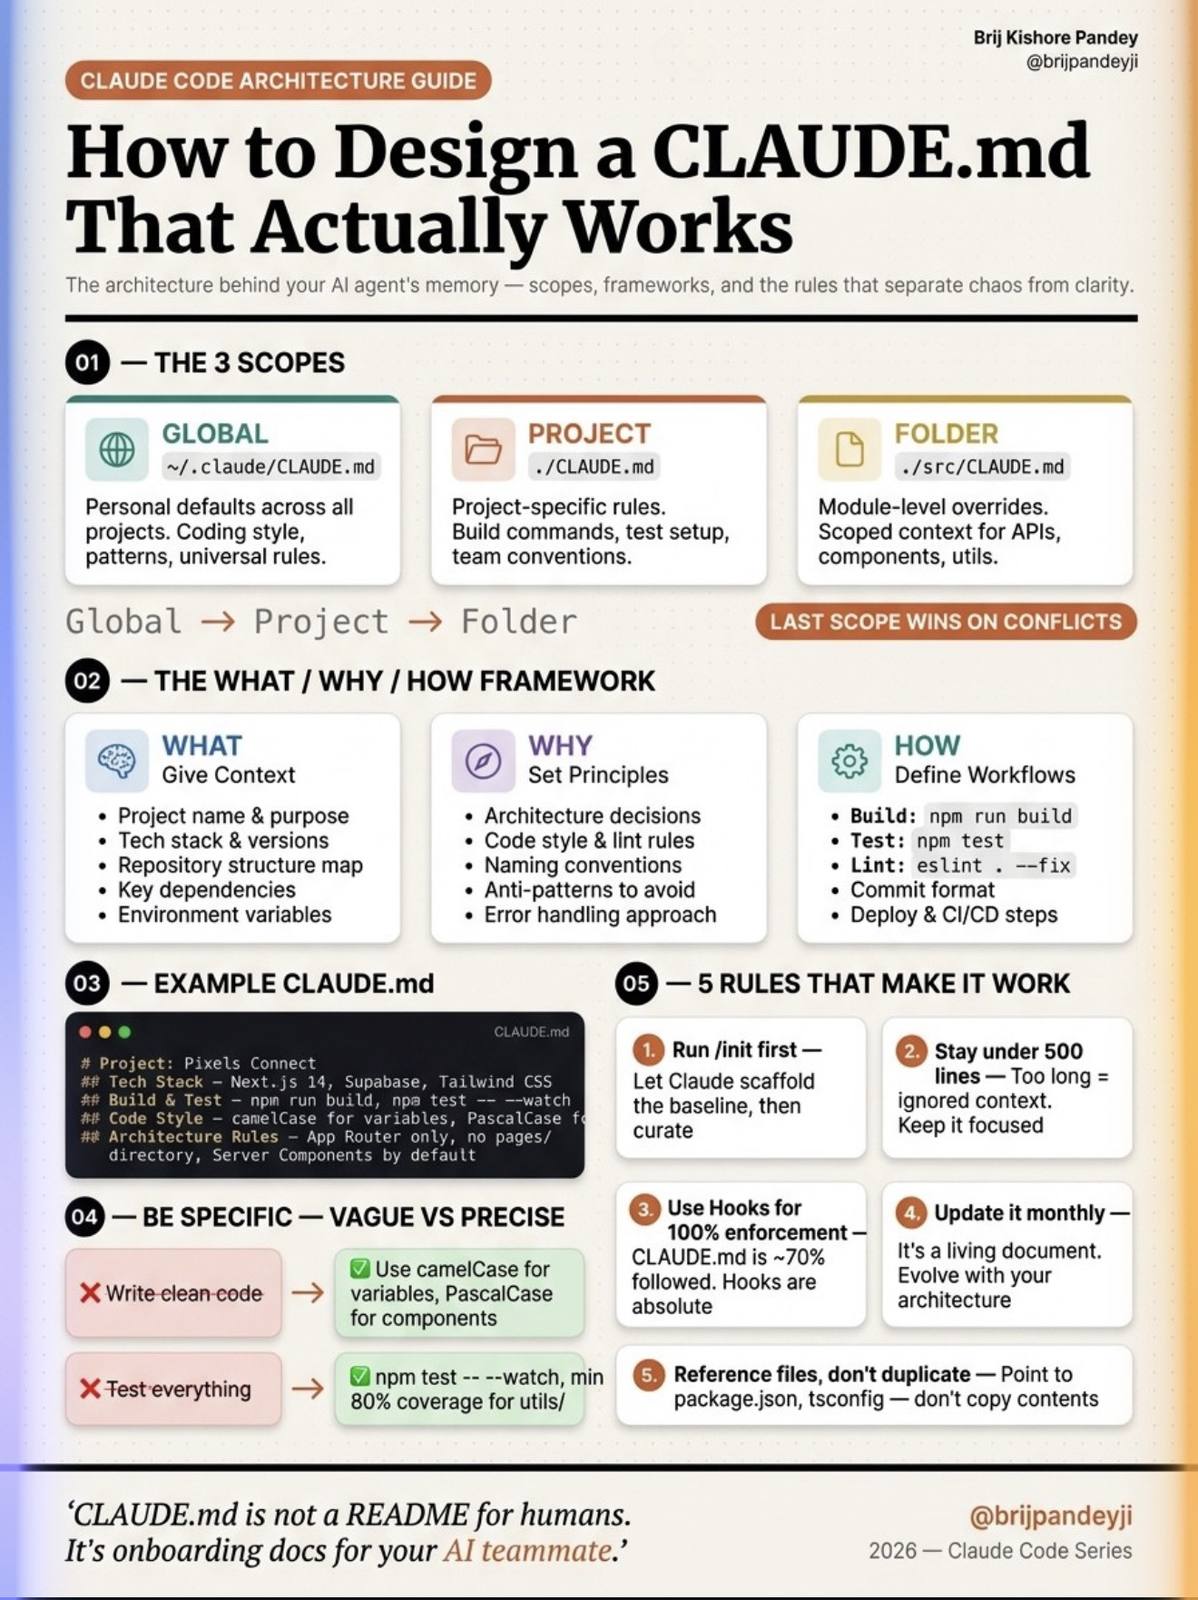 Brij Kishore Pandey
@brijpandeyji
CLAUDE CODE ARCHITECTURE GUIDE
How to Design a CLAUDE.md
That Actually Works
The architecture behind your AI agent's memory — scopes, frameworks, and the rules that separate chaos from clarity.
01 — THE 3 SCOPES
GLOBAL
~/.claude/CLAUDE.md
Personal defaults across all
projects. Coding style,
patterns, universal rules.
PROJECT
./CLAUDE.md
Project-specific rules.
Build commands, test setup,
team conventions.
FOLDER
./src/CLAUDE.md
Module-level overrides.
Scoped context for APIs,
components, utils.
Global → Project → Folder
LAST SCOPE WINS ON CONFLICTS
02 — THE WHAT / WHY / HOW FRAMEWORK
WHAT
Give Context
• Project name & purpose
• Tech stack & versions
• Repository structure map
• Key dependencies
• Environment variables
WHY
Set Principles
• Architecture decisions
• Code style & lint rules
• Naming conventions
• Anti-patterns to avoid
• Error handling approach
HOW
Define Workflows
• Build: npm run build
• Test: npm test
• Lint: eslint . --fix
• Commit format
• Deploy & CI/CD steps
03 — EXAMPLE CLAUDE.md
CLAUDE.md
# Project: Pixels Connect
## Tech Stack — Next.js 14, Supabase, Tailwind CSS
## Build & Test — npm run build, npm test -- --watch
## Code Style — camelCase for variables, PascalCase fo
## Architecture Rules — App Router only, no pages/
directory, Server Components by default
04 — BE SPECIFIC — VAGUE VS PRECISE
❌ Write clean code → ✅ Use camelCase for
variables, PascalCase
for components
❌ Test everything → ✅ npm test -- --watch, min
80% coverage for utils/
05 — 5 RULES THAT MAKE IT WORK
1. Run /init first —
Let Claude scaffold
the baseline, then
curate
2. Stay under 500
lines — Too long =
ignored context.
Keep it focused
3. Use Hooks for
100% enforcement —
CLAUDE.md is ~70%
followed. Hooks are
absolute
4. Update it monthly —
It's a living document.
Evolve with your
architecture
5. Reference files, don't duplicate — Point to
package.json, tsconfig — don't copy contents
‘CLAUDE.md is not a README for humans.
It's onboarding docs for your AI teammate.’
@brijpandeyji
2026 — Claude Code Series